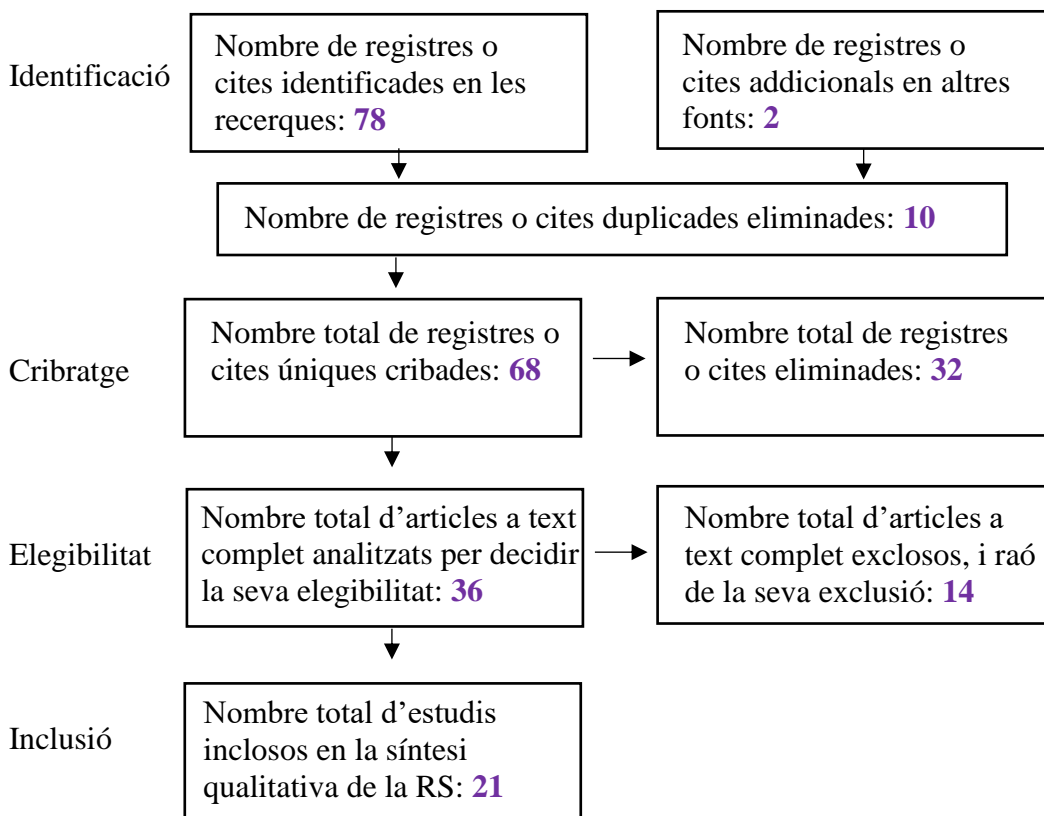 Identificació
Nombre de registres o
cites identificades en les
recerques: 78
Nombre de registres o
cites addicionals en altres
fonts: 2
Nombre de registres o cites duplicades eliminades: 10
Cribratge
Nombre total de registres o
cites úniques cribades: 68
Nombre total de registres
o cites eliminades: 32
Elegibilitat
Nombre total d’articles a text
complet analitzats per decidir
la seva elegibilitat: 36
Nombre total d’articles a
text complet exclosos, i raó
de la seva exclusió: 14
Inclusió
Nombre total d’estudis
inclosos en la síntesi
qualitativa de la RS: 21